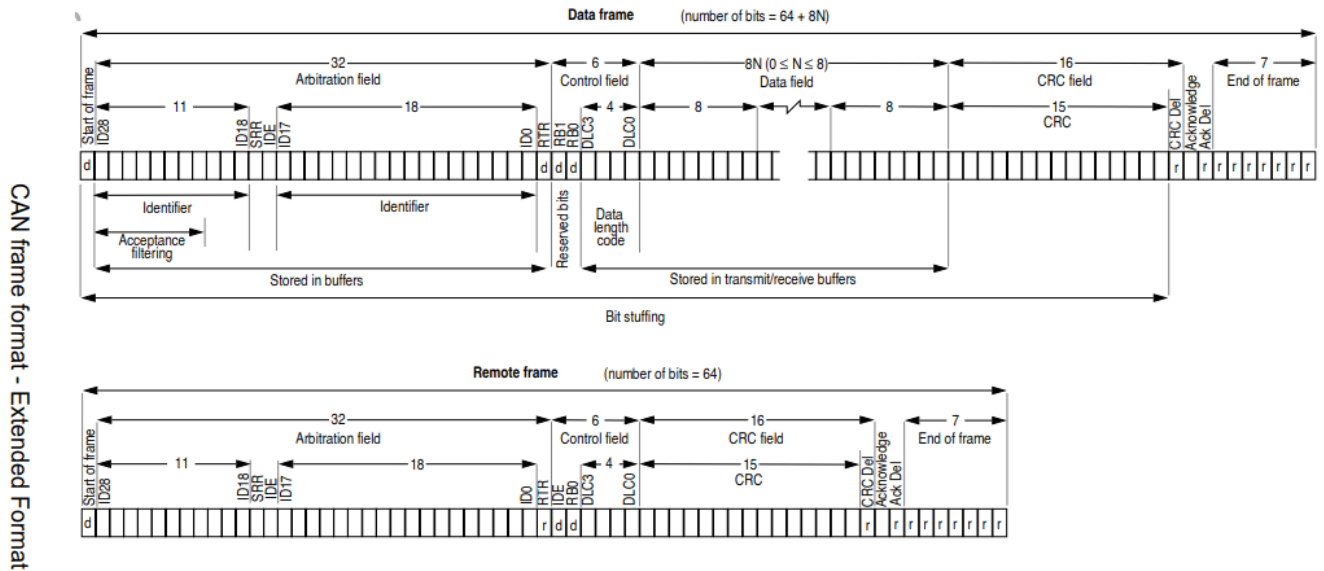 Data frame (number of bits = 64 + 8N)
32 6 8N (0 ≤ N ≤ 8) 16 7
Arbitration field Control field Data field CRC field End of frame
11 18 4 8 8 15
CRC
Start of frame ID28 ID18 SRR IDE ID17 ID0 RTR RB1 RB0 DLC3 DLC0 CRC Del Acknowledge Ack Del
d d d d r r r r r r r r r
Identifier Identifier Reserved bits Data
length
code
Acceptance
filtering
Stored in buffers Stored in transmit/receive buffers
Bit stuffing
CAN frame format - Extended Format
Remote frame (number of bits = 64)
32 6 16 7
Arbitration field Control field CRC field End of frame
11 18 4 15
CRC
Start of frame ID28 ID18 SRR IDE ID17 ID0 RTR IDE RB0 DLC3 DLC0 CRC Del Acknowledge Ack Del
d r d d r r r r r r r r r